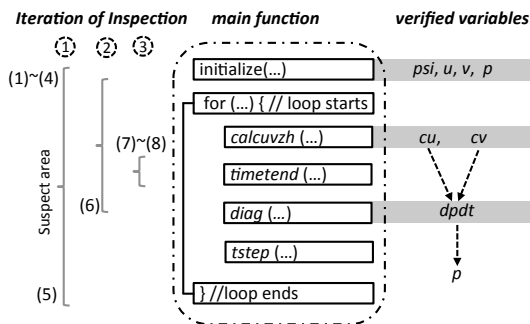 Iteration of Inspection main function verified variables
1 2 3
(1)~(4) initialize(...) psi, u, v, p
for (...) { // loop starts
(7)~(8) calcuvzh (...) cu, cv
timetend (...)
(6) diag (...) dpdt
Suspect area
tstep (...) p
(5) } //loop ends